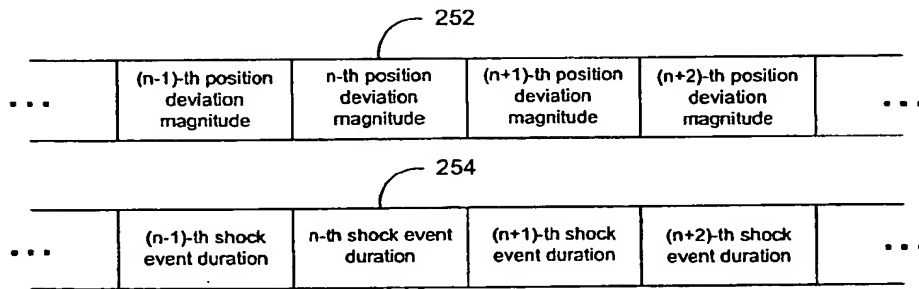 252
(n-1)-th position deviation magnitude
n-th position deviation magnitude
(n+1)-th position deviation magnitude
(n+2)-th position deviation magnitude
...
...
254
(n-1)-th shock event duration
n-th shock event duration
(n+1)-th shock event duration
(n+2)-th shock event duration
...
...